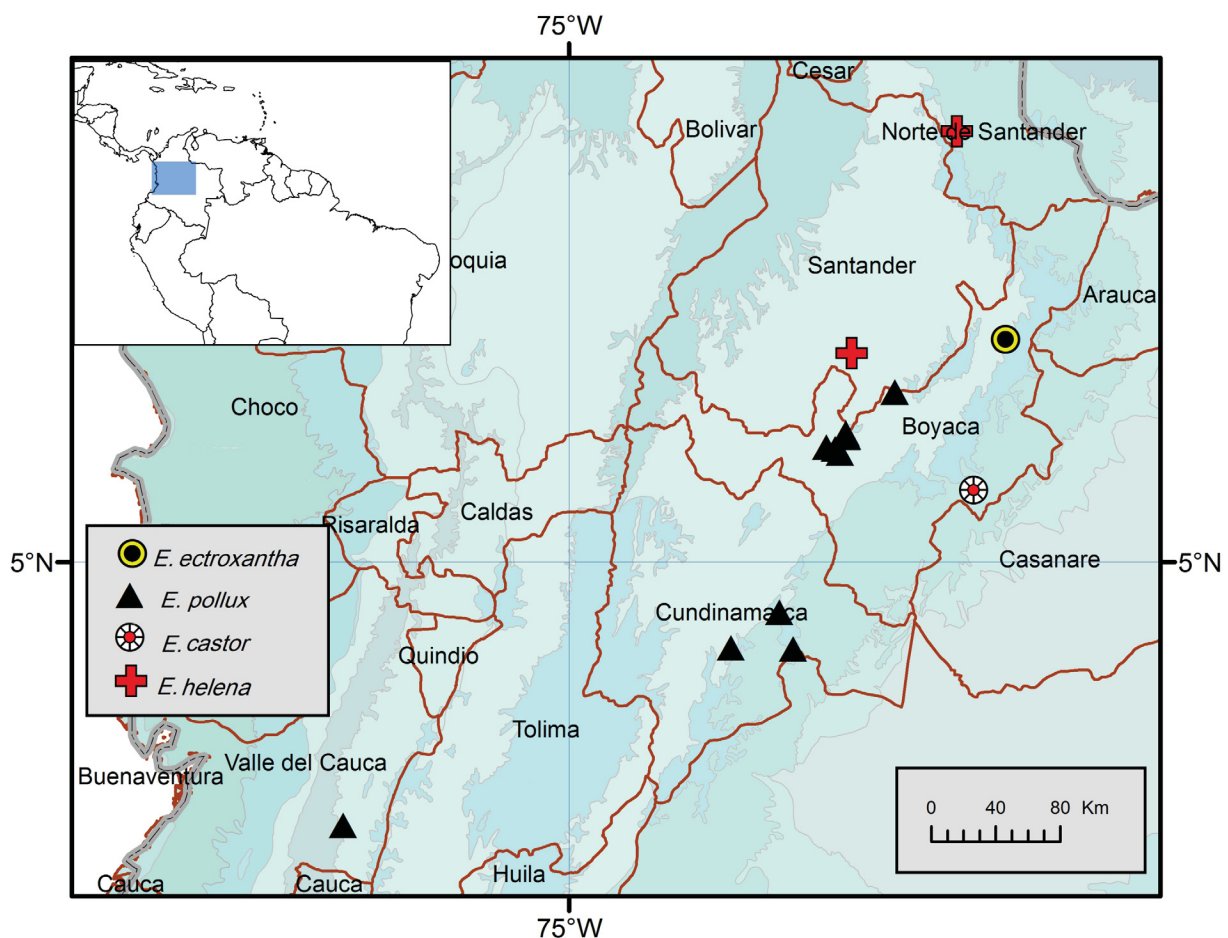 75°W
Cesar
Bolivar
Norte de Santander
oquia
Santander
Arauca
Choco
Boyaca
Caldas
Risaralda
5°N
5°N
Casanare
E. ectroxantha
E. pollux
E. castor
E. helena
Cundinamarca
Quindio
Tolima
Valle del Cauca
Buenaventura
0 40 80 Km
Huila
Cauca
Cauca
75°W